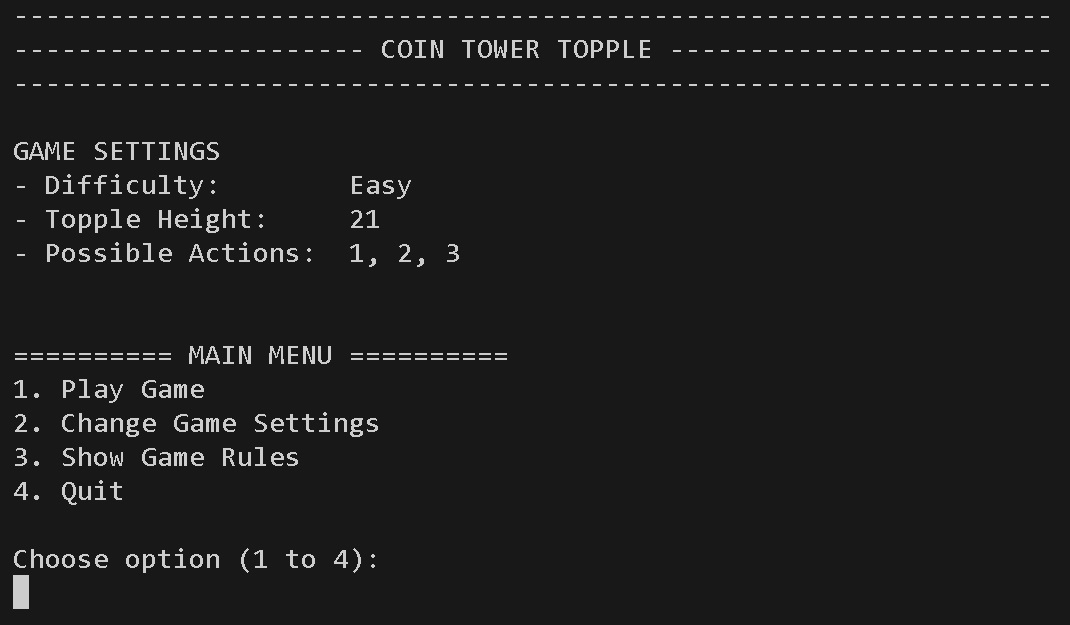 -----------------------------------------------------------------
---------------------- COIN TOWER TOPPLE ------------------------
-----------------------------------------------------------------
GAME SETTINGS
- Difficulty:        Easy
- Topple Height:     21
- Possible Actions:  1, 2, 3
========== MAIN MENU ==========
1. Play Game
2. Change Game Settings
3. Show Game Rules
4. Quit
Choose option (1 to 4):